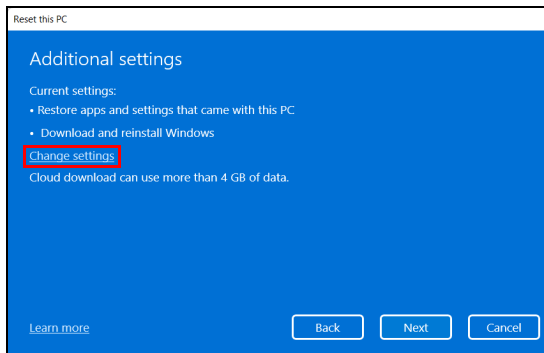 Reset this PC
Additional settings
Current settings:
• Restore apps and settings that came with this PC
• Download and reinstall Windows
Change settings
Cloud download can use more than 4 GB of data.
Learn more
Back
Next
Cancel